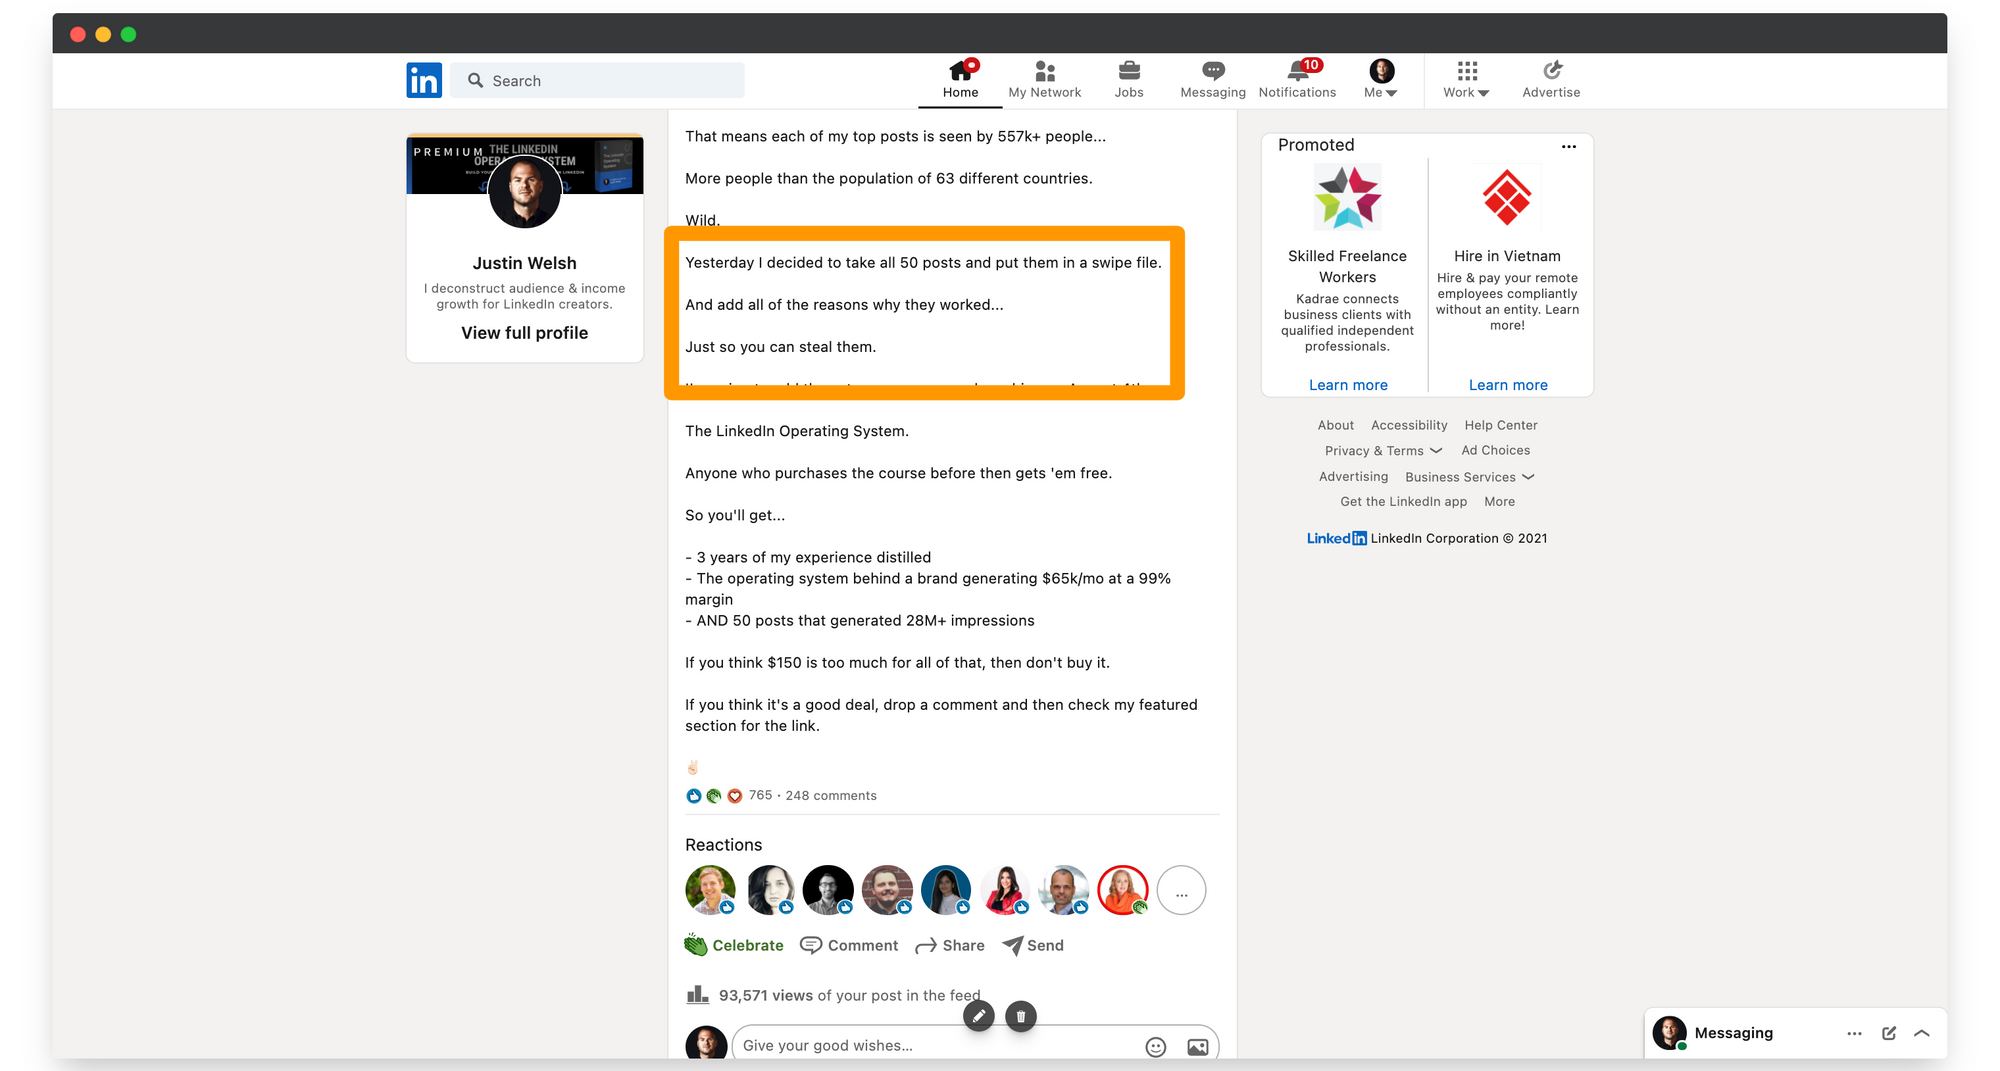 in Search
Home
My Network
Jobs
Messaging
10
Notifications
Me
Work
Advertise
PREMIUM
THE LINKEDIN
Justin Welsh
I deconstruct audience & income
growth for LinkedIn creators.
View full profile
That means each of my top posts is seen by 557k+ people...
More people than the population of 63 different countries.
Wild.
Yesterday I decided to take all 50 posts and put them in a swipe file.
And add all of the reasons why they worked...
Just so you can steal them.
The LinkedIn Operating System.
Anyone who purchases the course before then gets 'em free.
So you'll get...
- 3 years of my experience distilled
- The operating system behind a brand generating $65k/mo at a 99%
margin
- AND 50 posts that generated 28M+ impressions
If you think $150 is too much for all of that, then don't buy it.
If you think it's a good deal, drop a comment and then check my featured
section for the link.
765 · 248 comments
Reactions
...
Celebrate
Comment
Share
Send
93,571 views of your post in the feed
Give your good wishes...
Promoted
Skilled Freelance
Workers
Kadrae connects
business clients with
qualified independent
professionals.
Learn more
Hire in Vietnam
Hire & pay your remote
employees compliantly
without an entity. Learn
more!
Learn more
About Accessibility Help Center
Privacy & Terms Ad Choices
Advertising Business Services
Get the LinkedIn app More
LinkedIn LinkedIn Corporation © 2021
Messaging